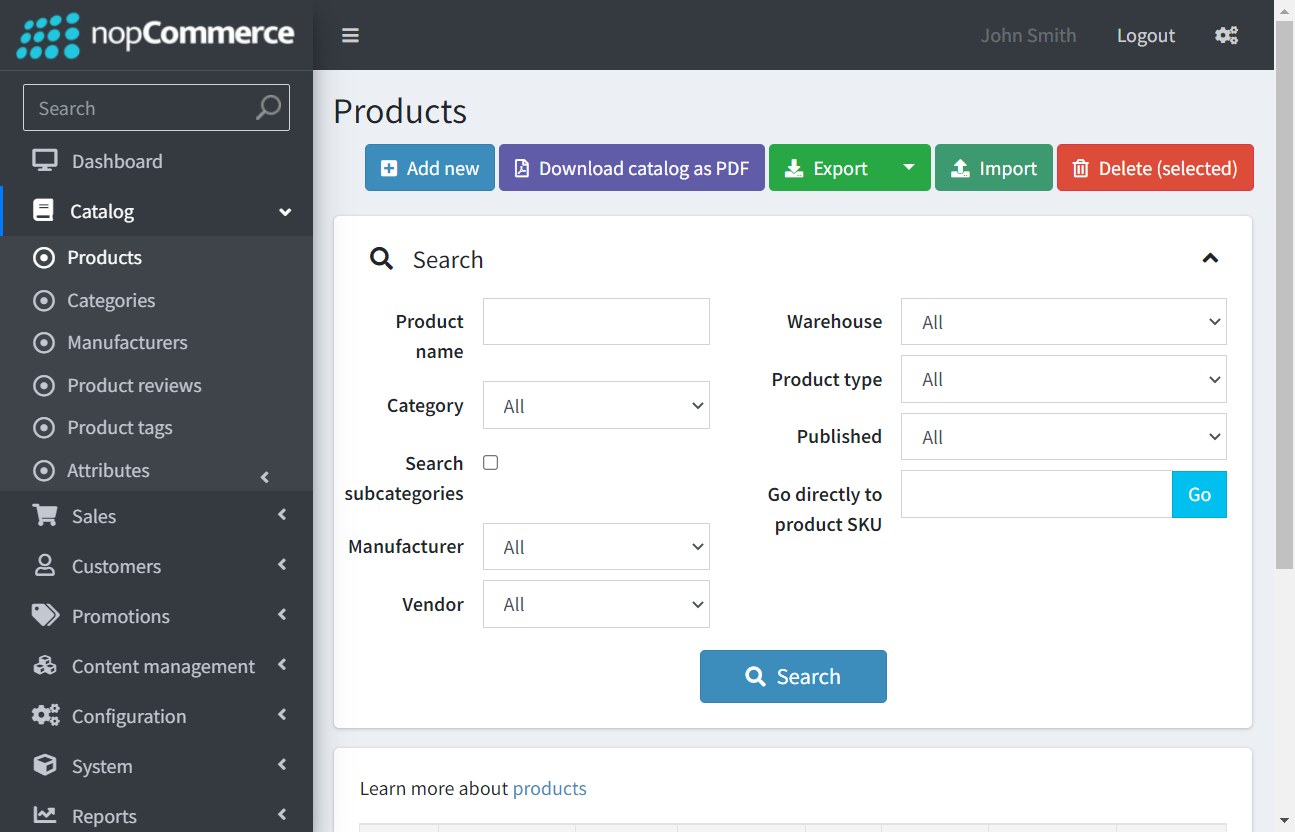 nopCommerce
John Smith
Logout
Search
Dashboard
Catalog
Products
Categories
Manufacturers
Product reviews
Product tags
Attributes
Sales
Customers
Promotions
Content management
Configuration
System
Reports
Products
Add new
Download catalog as PDF
Export
Import
Delete (selected)
Search
Product
name
Category
All
Search
subcategories
Manufacturer
All
Vendor
All
Warehouse
All
Product type
All
Published
All
Go directly to
product SKU
Go
Search
Learn more about products